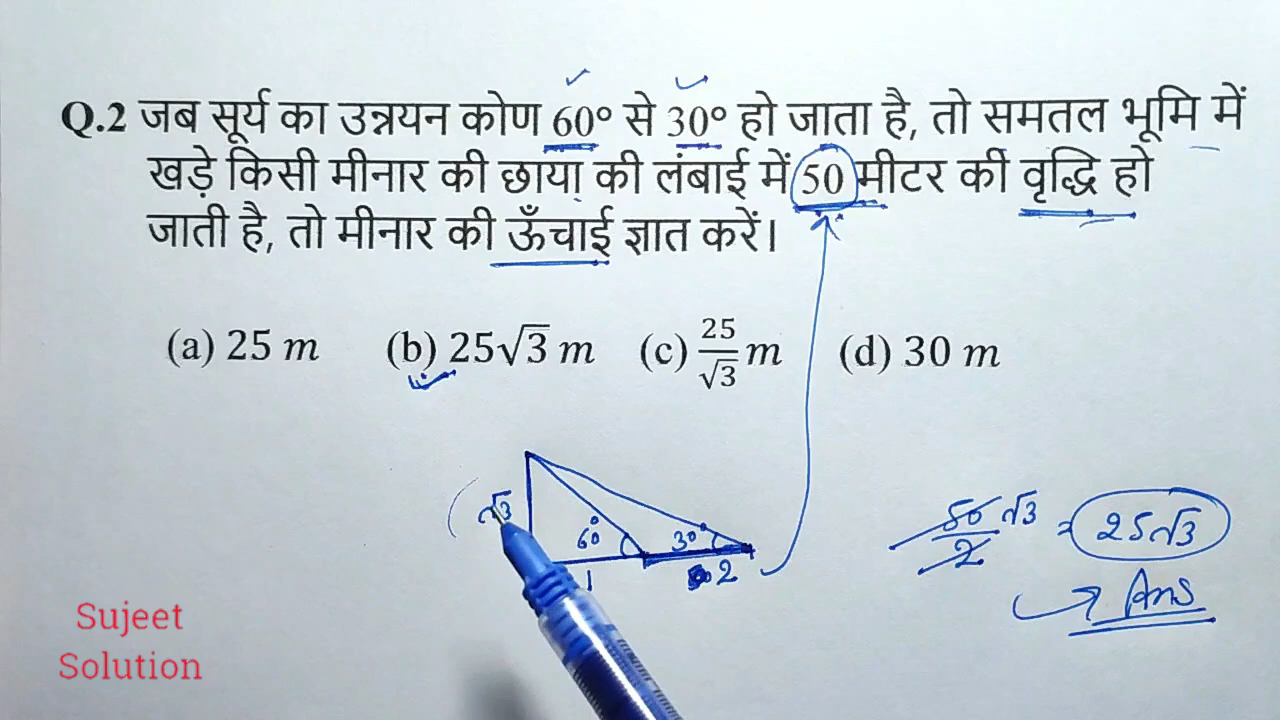 Q.2 जब सूर्य का उन्नयन कोण 60° से 30° हो जाता है, तो समतल भूमि में
खड़े किसी मीनार की छाया की लंबाई में 50 मीटर की वृद्धि हो
जाती है, तो मीनार की ऊँचाई ज्ञात करें।
(a) 25 m (b) 25√3 m (c) 25/√3 m (d) 30 m
√3
60° 30°
1 2
50√3/2 = 25√3
Ans
Sujeet
Solution